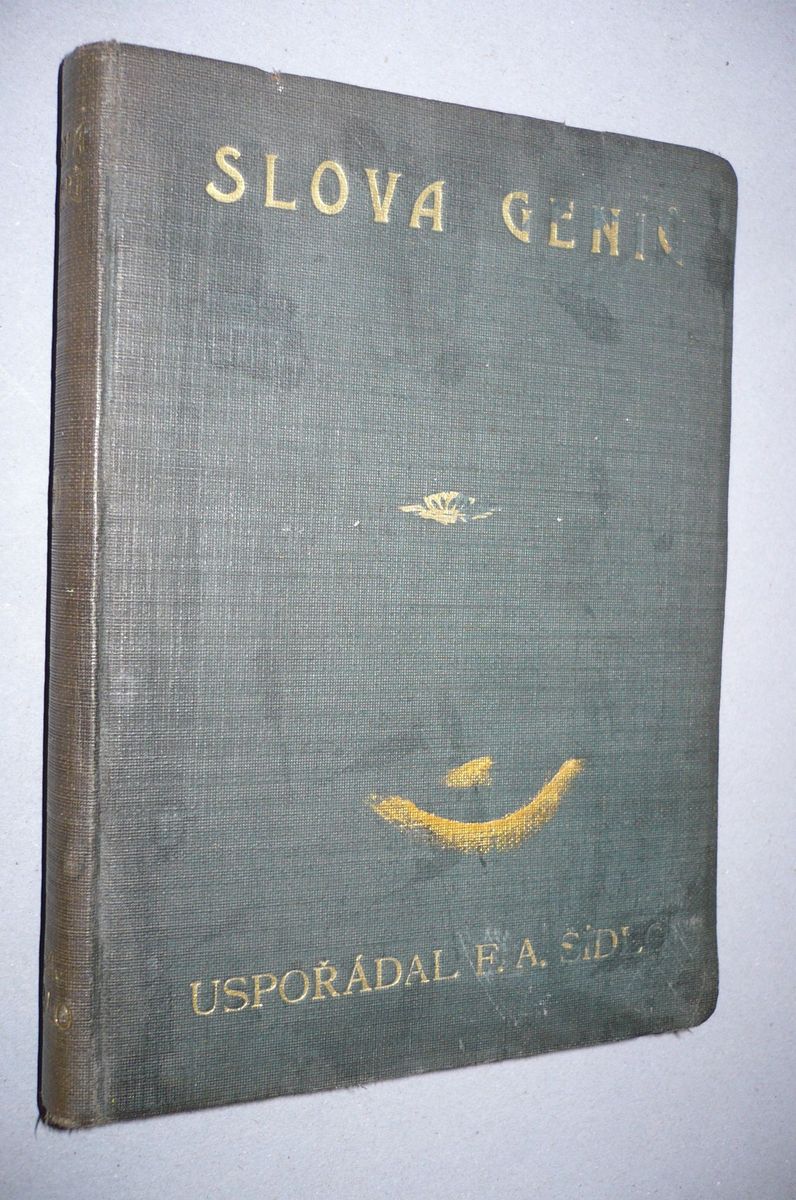 SLOVA GENIŮ
USPOŘÁDAL F. A. ŠÍDLO